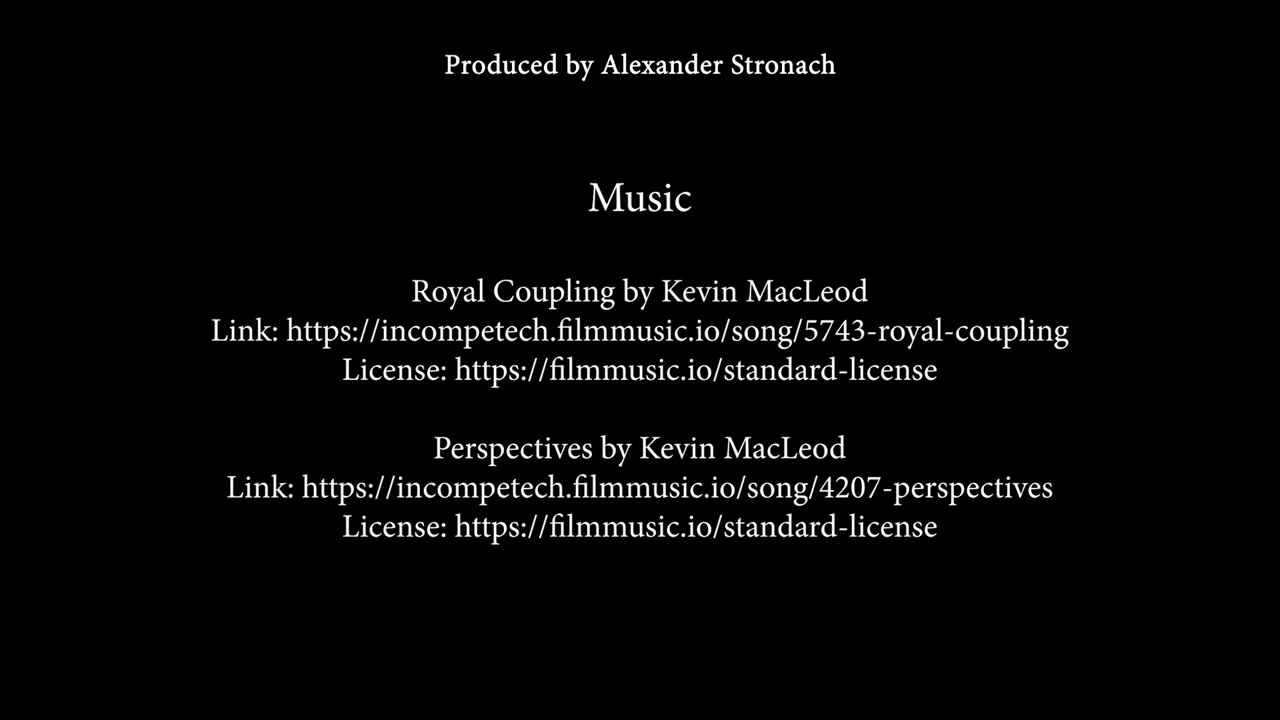 Produced by Alexander Stronach
Music
Royal Coupling by Kevin MacLeod
Link: https://incompetech.filmmusic.io/song/5743-royal-coupling
License: https://filmmusic.io/standard-license
Perspectives by Kevin MacLeod
Link: https://incompetech.filmmusic.io/song/4207-perspectives
License: https://filmmusic.io/standard-license